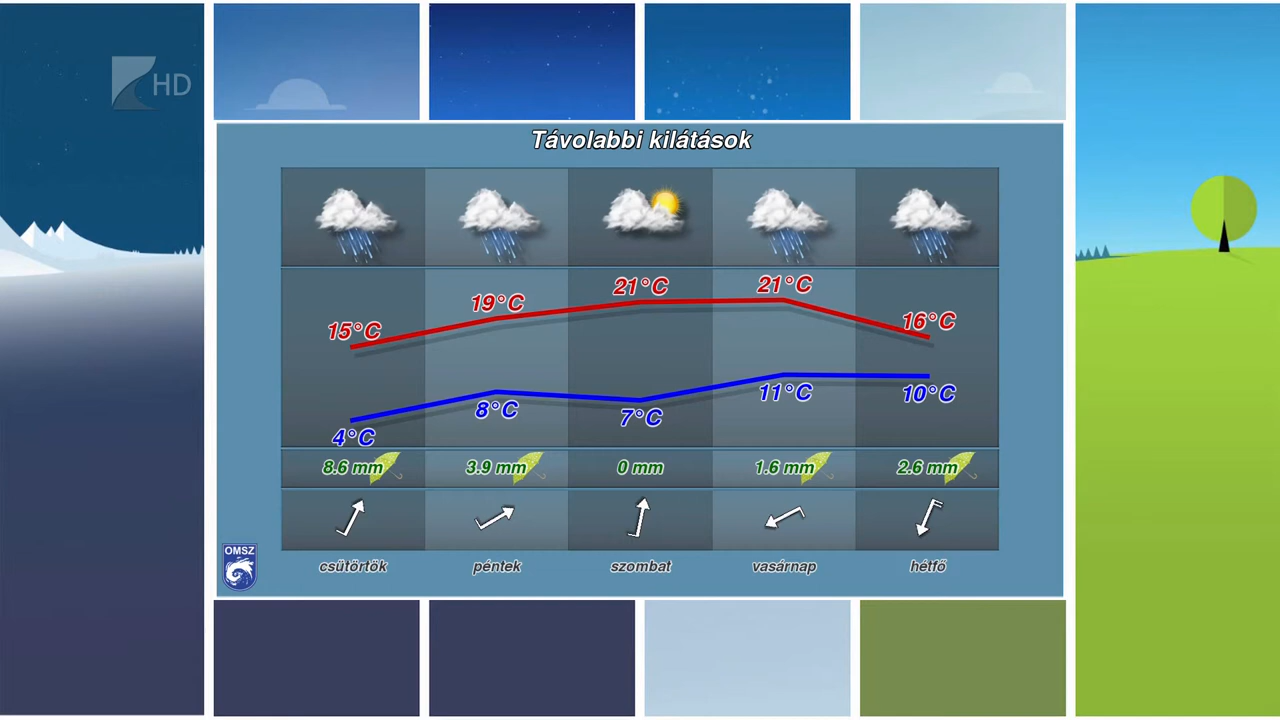 HD
Távolabbi kilátások
15°C 19°C 21°C 21°C 16°C
4°C 8°C 7°C 11°C 10°C
8.6 mm 3.9 mm 0 mm 1.6 mm 2.6 mm
OMSZ
csütörtök péntek szombat vasárnap hétfő